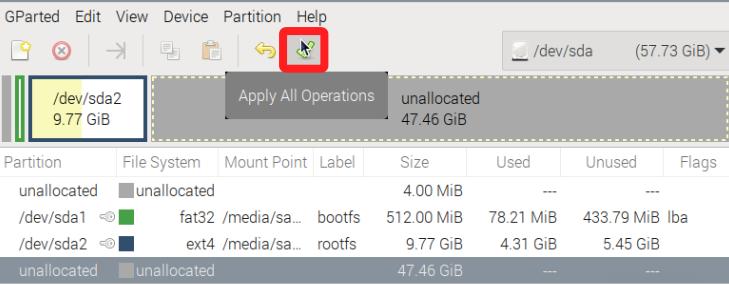 GParted Edit View Device Partition Help
/dev/sda (57.73 GiB)
/dev/sda2
9.77 GiB
Apply All Operations
unallocated
47.46 GiB
Partition File System Mount Point Label Size Used Unused Flags
unallocated unallocated 4.00 MiB --- ---
/dev/sda1 fat32 /media/sa... bootfs 512.00 MiB 78.21 MiB 433.79 MiB lba
/dev/sda2 ext4 /media/sa... rootfs 9.77 GiB 4.31 GiB 5.45 GiB
unallocated unallocated 47.46 GiB --- ---